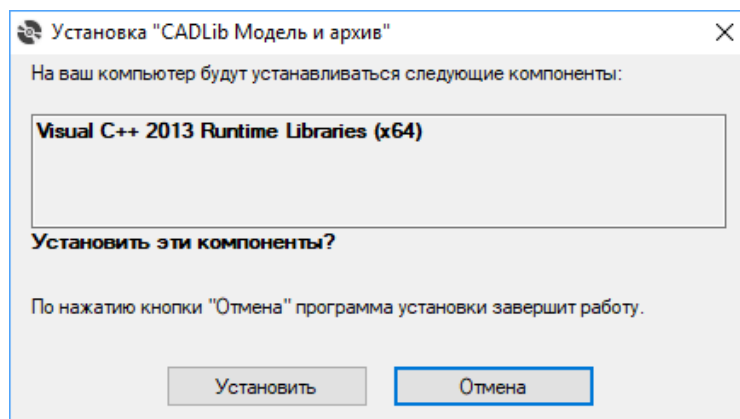 Установка "CADLib Модель и архив"
На ваш компьютер будут устанавливаться следующие компоненты:
Visual C++ 2013 Runtime Libraries (x64)
Установить эти компоненты?
По нажатию кнопки "Отмена" программа установки завершит работу.
Установить
Отмена